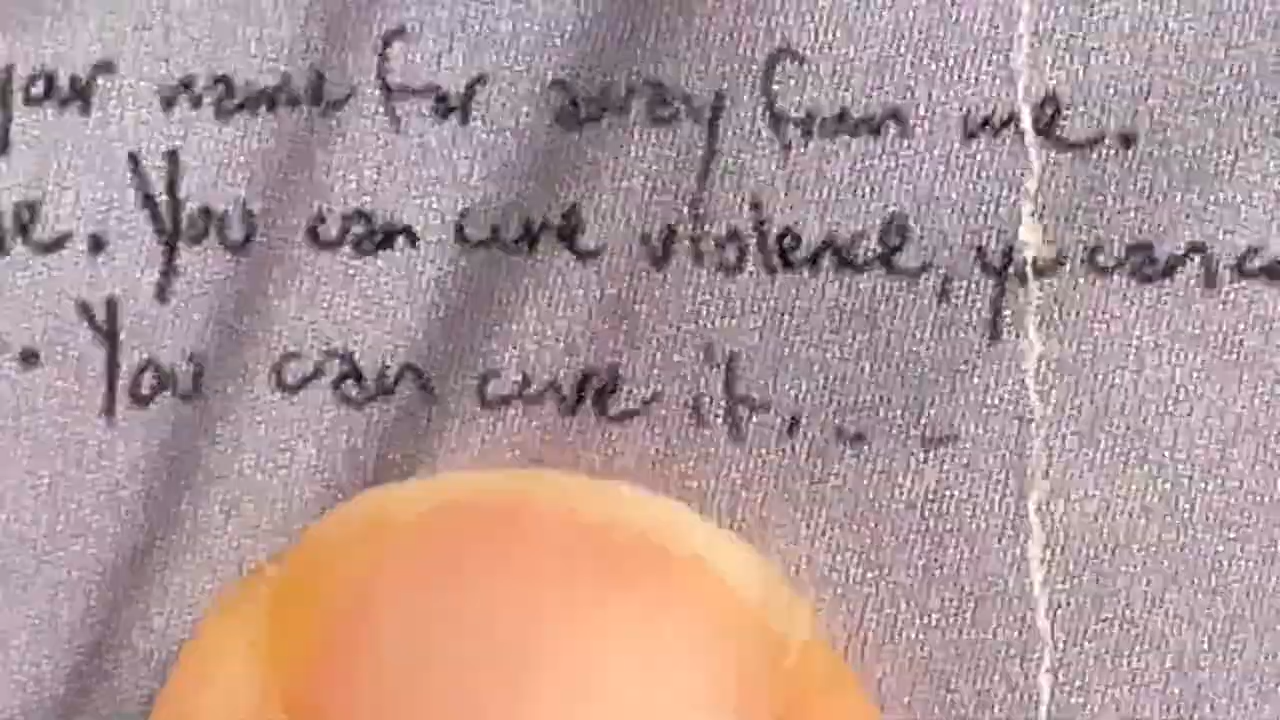 your name far away from me.
. You can cure violence, you can
. You can cure it...